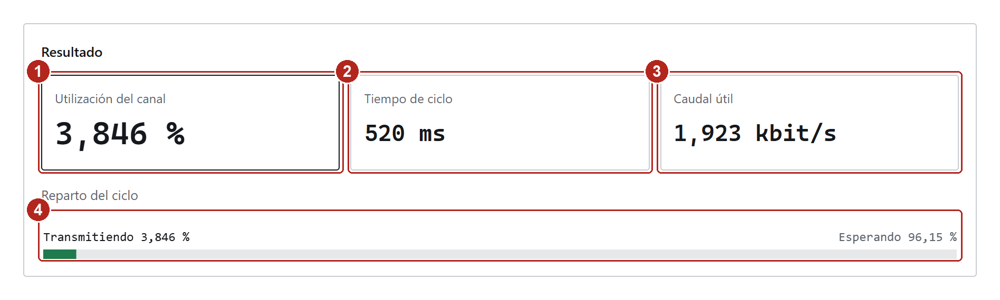 Resultado
1 2 3
Utilización del canal Tiempo de ciclo Caudal útil
3,846 % 520 ms 1,923 kbit/s
Reparto del ciclo
4
Transmitiendo 3,846 % Esperando 96,15 %